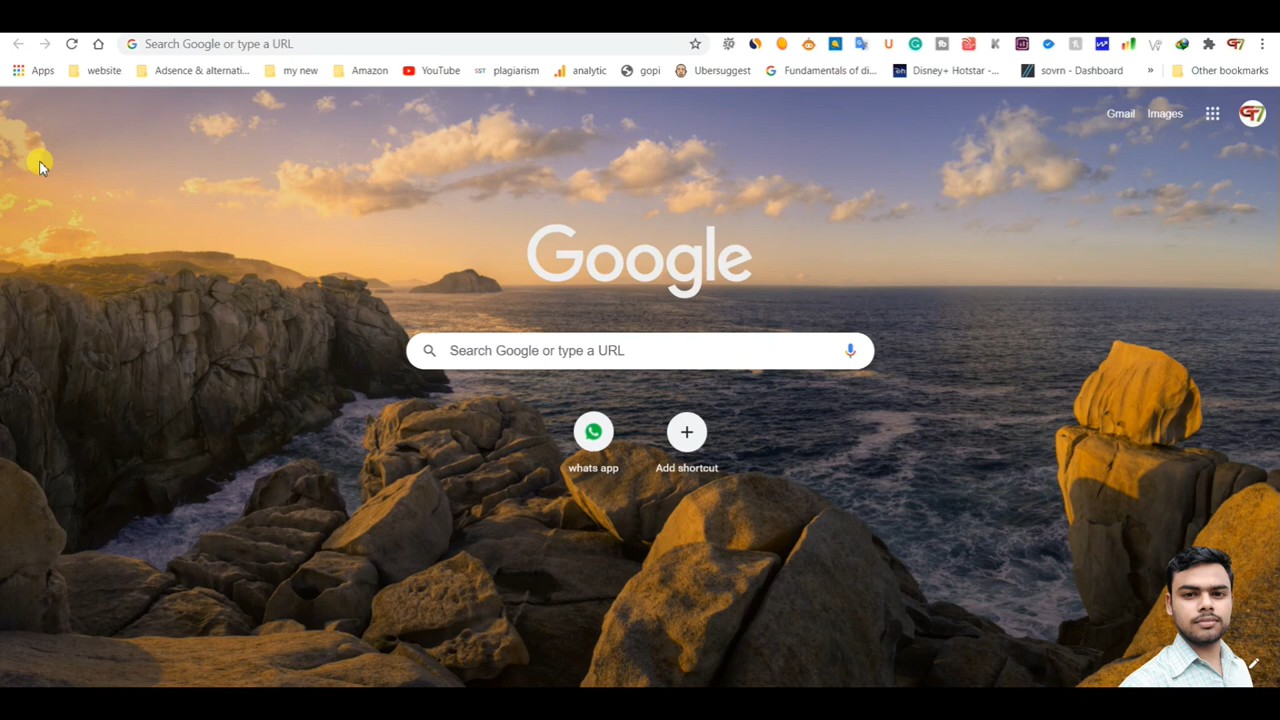 Search Google or type a URL
Apps website Adsence & alternati... my new Amazon YouTube SST plagiarism analytic gopi Ubersuggest Fundamentals of di... Disney+ Hotstar -... sovrn - Dashboard » Other bookmarks
Gmail Images
Google
Search Google or type a URL
whats app Add shortcut